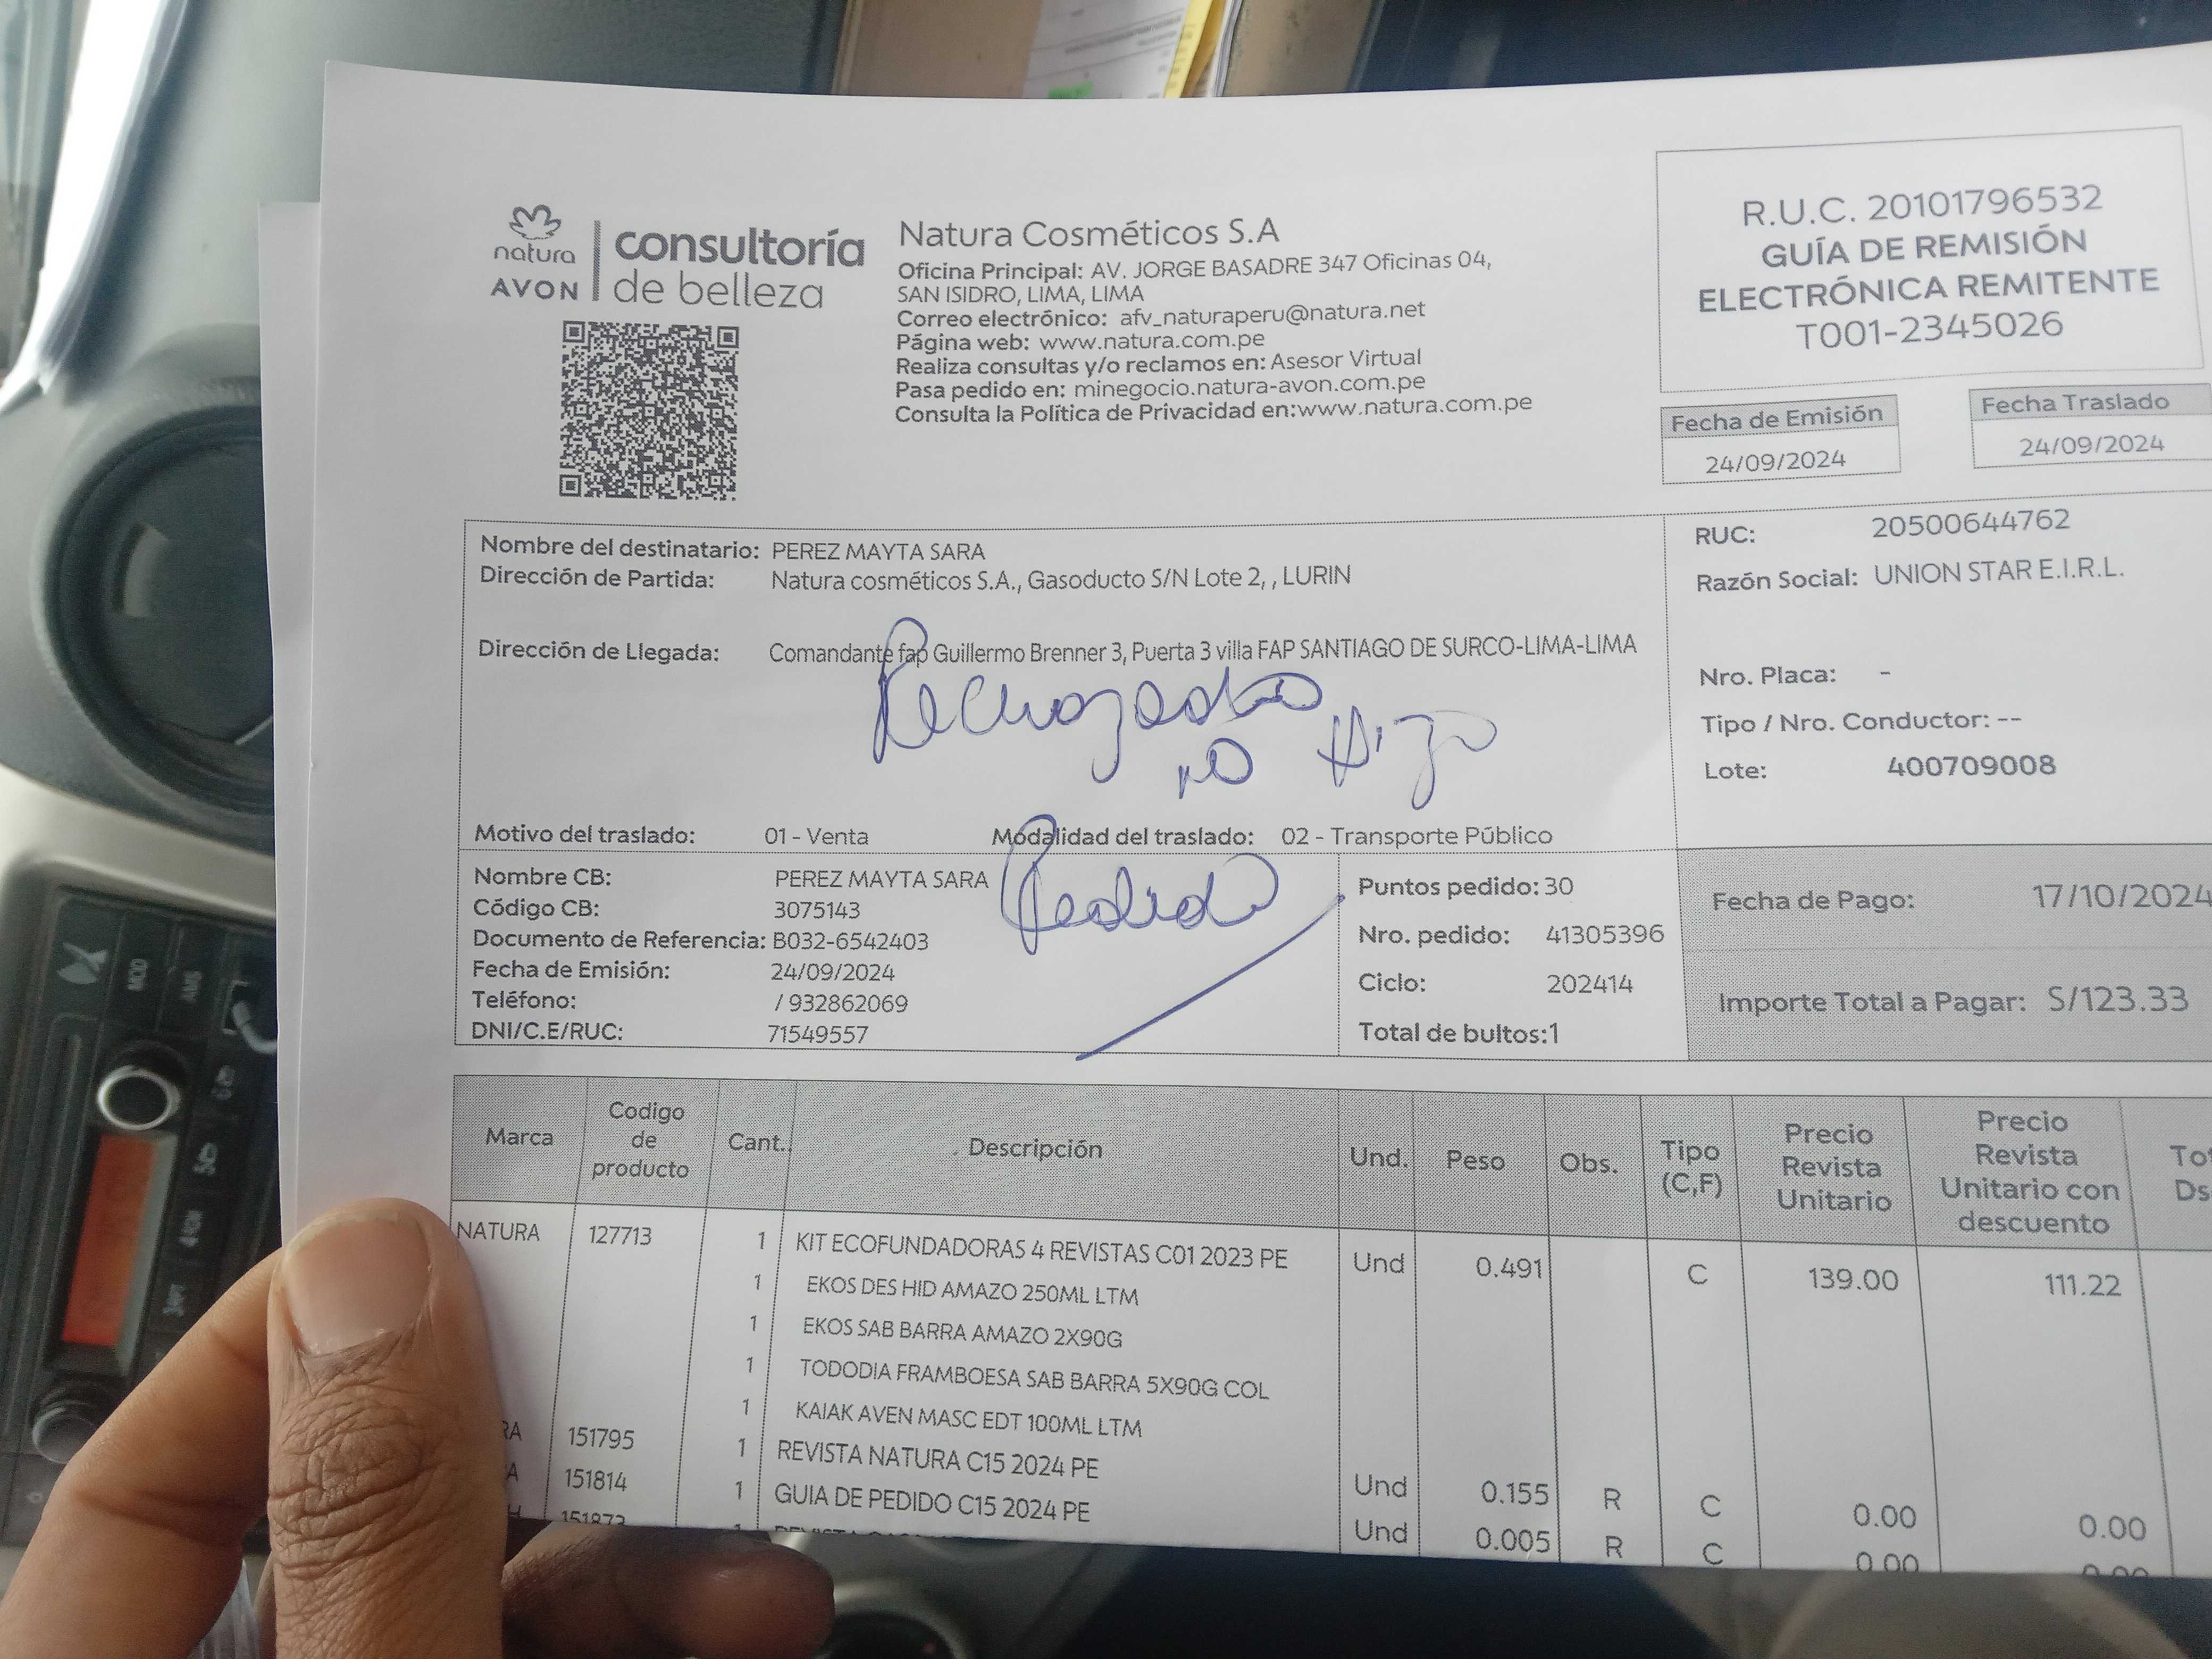 natura
AVON
consultoría
de belleza
Natura Cosméticos S.A
Oficina Principal: AV. JORGE BASADRE 347 Oficinas 04,
SAN ISIDRO, LIMA, LIMA
Correo electrónico: afv_naturaperu@natura.net
Página web: www.natura.com.pe
Realiza consultas y/o reclamos en: Asesor Virtual
Pasa pedido en: minegocio.natura-avon.com.pe
Consulta la Política de Privacidad en:www.natura.com.pe
R.U.C. 20101796532
GUÍA DE REMISIÓN
ELECTRÓNICA REMITENTE
T001-2345026
Fecha de Emisión
24/09/2024
Fecha Traslado
24/09/2024
Nombre del destinatario: PEREZ MAYTA SARA
Dirección de Partida: Natura cosméticos S.A., Gasoducto S/N Lote 2, , LURIN
Dirección de Llegada: Comandante fap Guillermo Brenner 3, Puerta 3 villa FAP SANTIAGO DE SURCO-LIMA-LIMA
Rechazado
no Hizo
Pedido
Motivo del traslado: 01 - Venta Modalidad del traslado: 02 - Transporte Público
RUC: 20500644762
Razón Social: UNION STAR E.I.R.L.
Nro. Placa: -
Tipo / Nro. Conductor: --
Lote: 400709008
Nombre CB: PEREZ MAYTA SARA
Código CB: 3075143
Documento de Referencia: B032-6542403
Fecha de Emisión: 24/09/2024
Teléfono: / 932862069
DNI/C.E/RUC: 71549557
Puntos pedido: 30
Nro. pedido: 41305396
Ciclo: 202414
Total de bultos:1
Fecha de Pago: 17/10/2024
Importe Total a Pagar: S/123.33
Marca Codigo de producto Cant. Descripción Und. Peso Obs. Tipo (C,F) Precio Revista Unitario Precio Revista Unitario con descuento
NATURA 127713 1 KIT ECOFUNDADORAS 4 REVISTAS C01 2023 PE Und 0.491 C 139.00 111.22
1 EKOS DES HID AMAZO 250ML LTM
1 EKOS SAB BARRA AMAZO 2X90G
1 TODODIA FRAMBOESA SAB BARRA 5X90G COL
1 KAIAK AVEN MASC EDT 100ML LTM
151795 1 REVISTA NATURA C15 2024 PE Und 0.155 R C 0.00 0.00
151814 1 GUIA DE PEDIDO C15 2024 PE Und 0.005 R C 0.00 0.00
151873 1